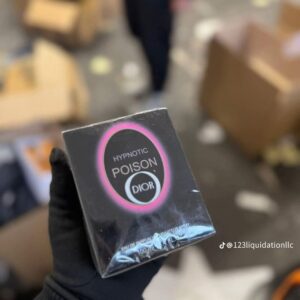 HYPNOTIC
POISON
DIOR
@123liquidationllc